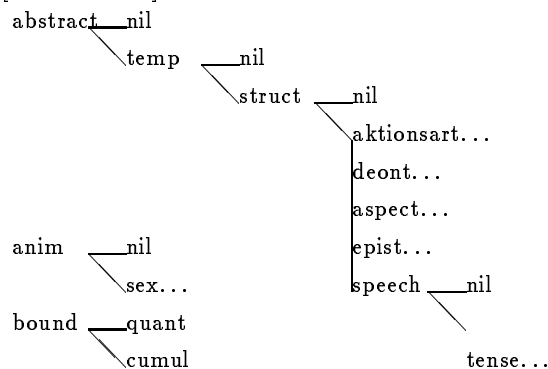 abstract nil
temp nil
struct nil
aktionsart...
deont...
aspect...
anim nil epist...
sex... speech nil
bound quant
cumul tense...